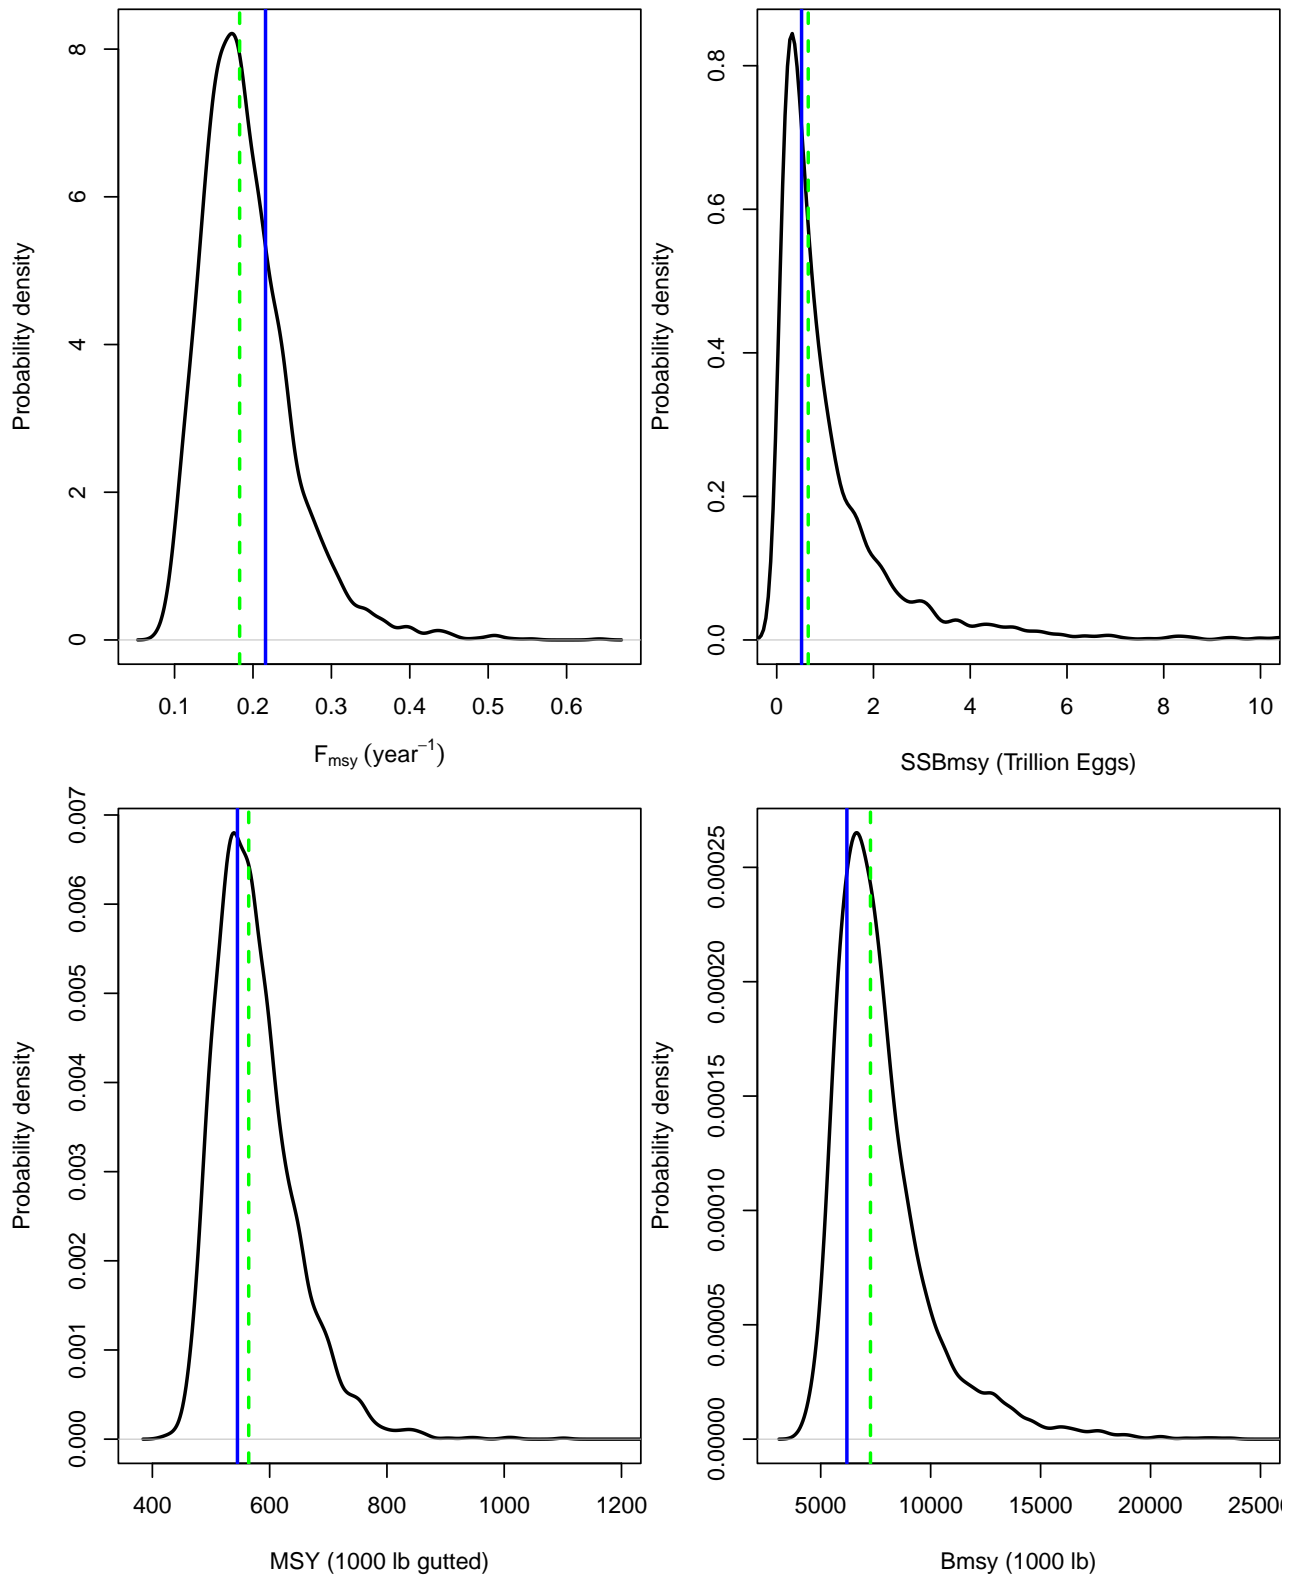 Probability density
0 2 4 6 8
0.1 0.2 0.3 0.4 0.5 0.6
Fmsy (year−1)
Probability density
0.0 0.2 0.4 0.6 0.8
0 2 4 6 8 10
SSBmsy (Trillion Eggs)
Probability density
0.000 0.001 0.002 0.003 0.004 0.005 0.006 0.007
400 600 800 1000 1200
MSY (1000 lb gutted)
Probability density
0.00000 0.00005 0.00010 0.00015 0.00020 0.00025
5000 10000 15000 20000 2500
Bmsy (1000 lb)